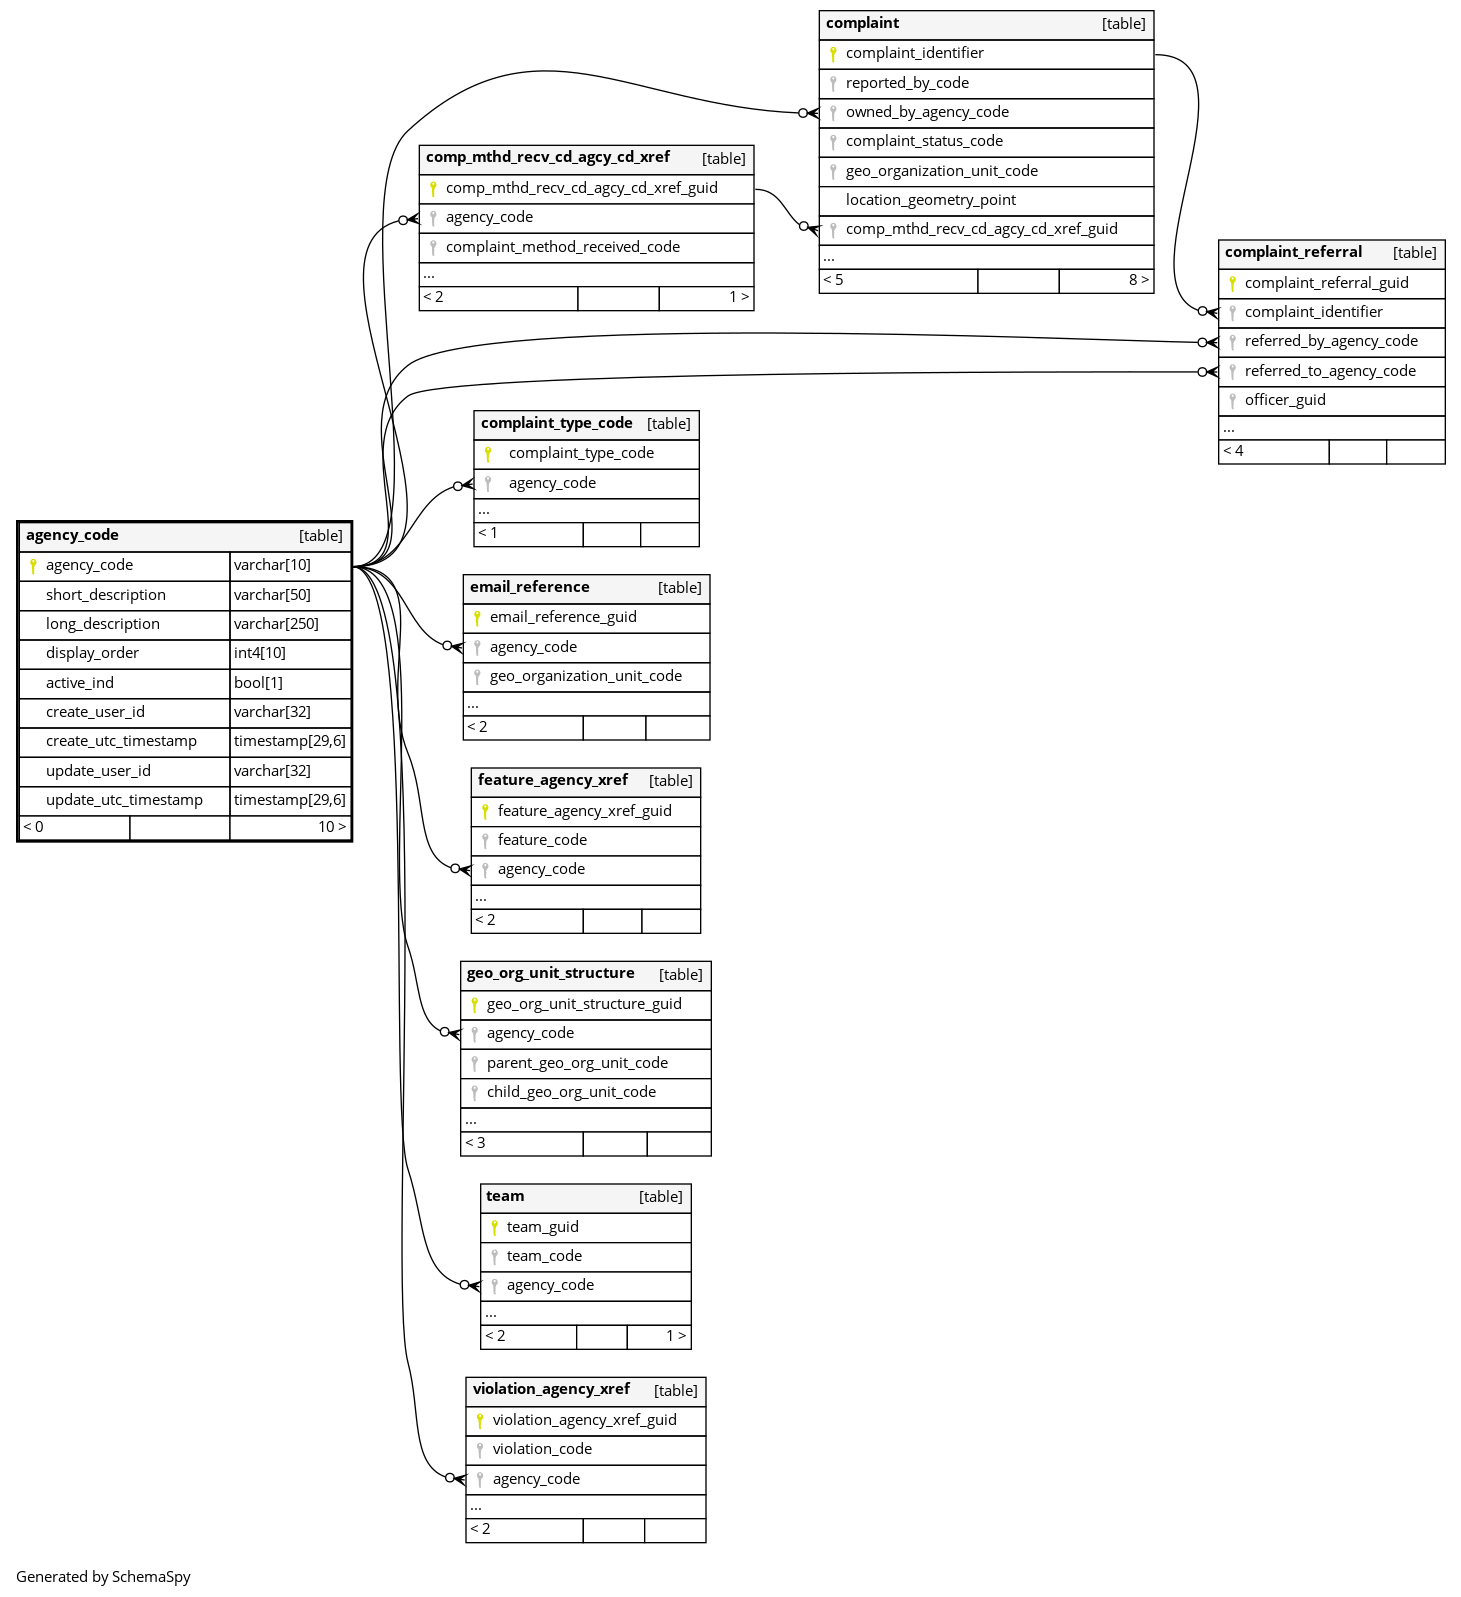 complaint [table]
complaint_identifier
reported_by_code
owned_by_agency_code
complaint_status_code
geo_organization_unit_code
location_geometry_point
comp_mthd_recv_cd_agcy_cd_xref_guid
...
< 5 8 >
comp_mthd_recv_cd_agcy_cd_xref [table]
comp_mthd_recv_cd_agcy_cd_xref_guid
agency_code
complaint_method_received_code
...
< 2 1 >
complaint_referral [table]
complaint_referral_guid
complaint_identifier
referred_by_agency_code
referred_to_agency_code
officer_guid
...
< 4
complaint_type_code [table]
complaint_type_code
agency_code
...
< 1
agency_code [table]
agency_code varchar[10]
short_description varchar[50]
long_description varchar[250]
display_order int4[10]
active_ind bool[1]
create_user_id varchar[32]
create_utc_timestamp timestamp[29,6]
update_user_id varchar[32]
update_utc_timestamp timestamp[29,6]
< 0 10 >
email_reference [table]
email_reference_guid
agency_code
geo_organization_unit_code
...
< 2
feature_agency_xref [table]
feature_agency_xref_guid
feature_code
agency_code
...
< 2
geo_org_unit_structure [table]
geo_org_unit_structure_guid
agency_code
parent_geo_org_unit_code
child_geo_org_unit_code
...
< 3
team [table]
team_guid
team_code
agency_code
...
< 2 1 >
violation_agency_xref [table]
violation_agency_xref_guid
violation_code
agency_code
...
< 2
Generated by SchemaSpy